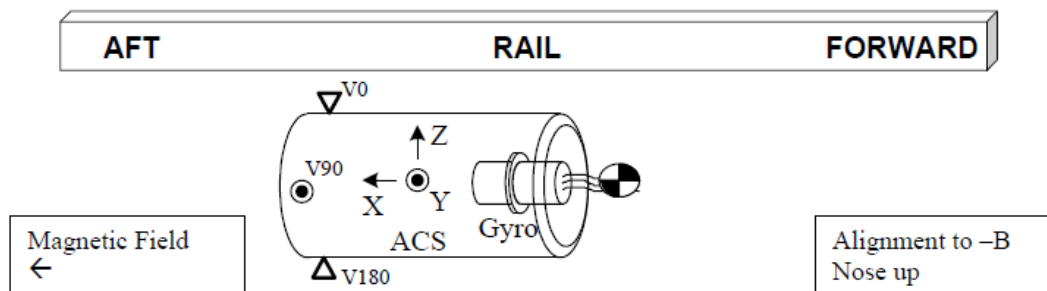 AFT RAIL FORWARD
V0
Z
V90
X
Y
Gyro
ACS
V180
Magnetic Field
←
Alignment to –B
Nose up